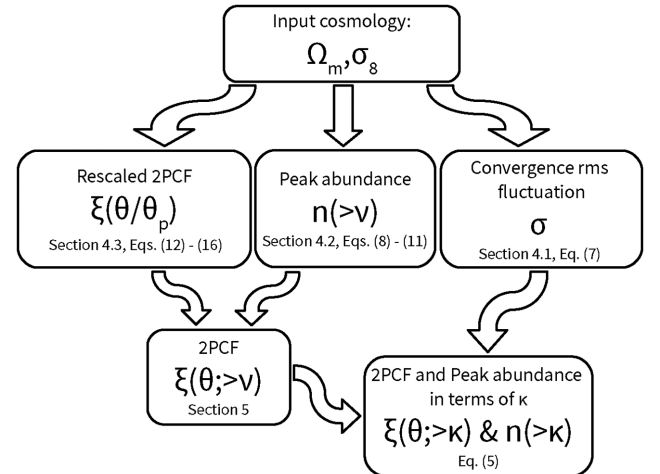 Input cosmology:
Ωm,σ8
Rescaled 2PCF
ξ(θ/θp)
Section 4.3, Eqs. (12) - (16)
Peak abundance
n(>ν)
Section 4.2, Eqs. (8) - (11)
Convergence rms
fluctuation
σ
Section 4.1, Eq. (7)
2PCF
ξ(θ;>ν)
Section 5
2PCF and Peak abundance
in terms of κ
ξ(θ;>κ) & n(>κ)
Eq. (5)